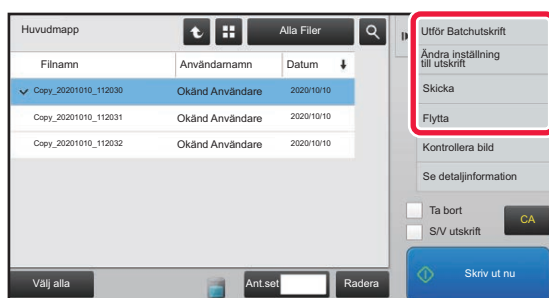 Huvudmapp
Alla Filer
Filnamn
Användarnamn
Datum
Copy_20201010_112030
Okänd Användare
2020/10/10
Copy_20201010_112031
Okänd Användare
2020/10/10
Copy_20201010_112032
Okänd Användare
2020/10/10
Välj alla
Ant.set
Radera
Utför Batchutskrift
Ändra inställning
till utskrift
Skicka
Flytta
Kontrollera bild
Se detaljinformation
Ta bort
S/V utskrift
CA
Skriv ut nu